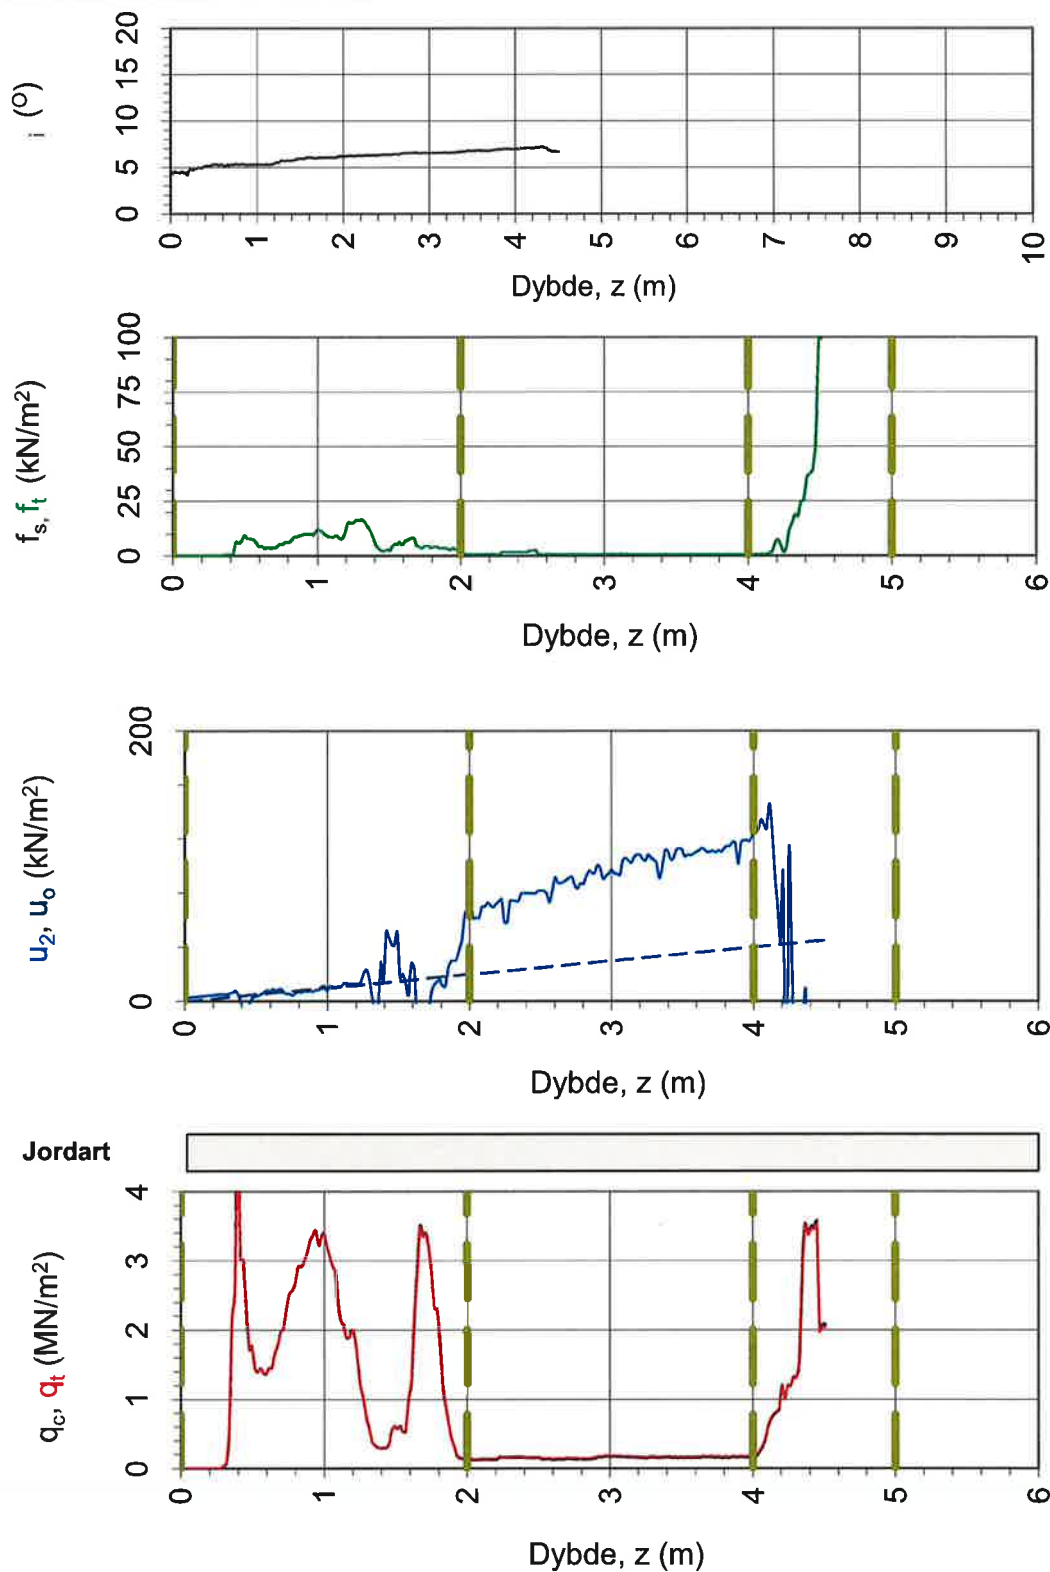 i (°)
0 5 10 15 20
0 1 2 3 4 5 6 7 8 9 10
Dybde, z (m)
fs, ft (kN/m²)
0 25 50 75 100
0 1 2 3 4 5 6
Dybde, z (m)
u2, uo (kN/m²)
0 200
0 1 2 3 4 5 6
Dybde, z (m)
Jordart
qc, qt (MN/m²)
0 1 2 3 4
0 1 2 3 4 5 6
Dybde, z (m)